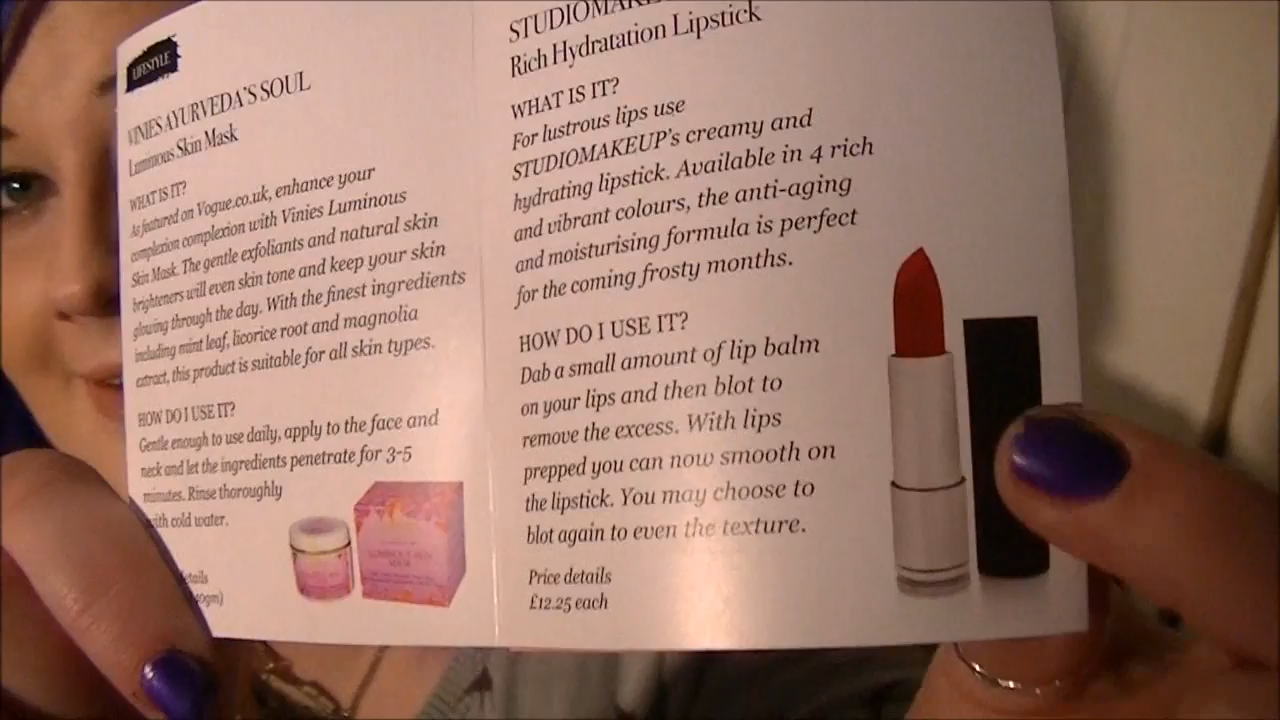 LIFESTYLE
VINIES AYURVEDA'S SOUL
Luminous Skin Mask
WHAT IS IT?
As featured on Vogue.co.uk, enhance your
complexion complexion with Vinies Luminous
Skin Mask. The gentle exfoliants and natural skin
brighteners will even skin tone and keep your skin
glowing through the day. With the finest ingredients
including mint leaf, licorice root and magnolia
extract, this product is suitable for all skin types.
HOW DO I USE IT?
Gentle enough to use daily, apply to the face and
neck and let the ingredients penetrate for 3-5
minutes. Rinse thoroughly
with cold water.
Rich Hydratation Lipstick
WHAT IS IT?
For lustrous lips use
STUDIOMAKEUP's creamy and
hydrating lipstick. Available in 4 rich
and vibrant colours, the anti-aging
and moisturising formula is perfect
for the coming frosty months.
HOW DO I USE IT?
Dab a small amount of lip balm
on your lips and then blot to
remove the excess. With lips
prepped you can now smooth on
the lipstick. You may choose to
blot again to even the texture.
Price details
£12.25 each